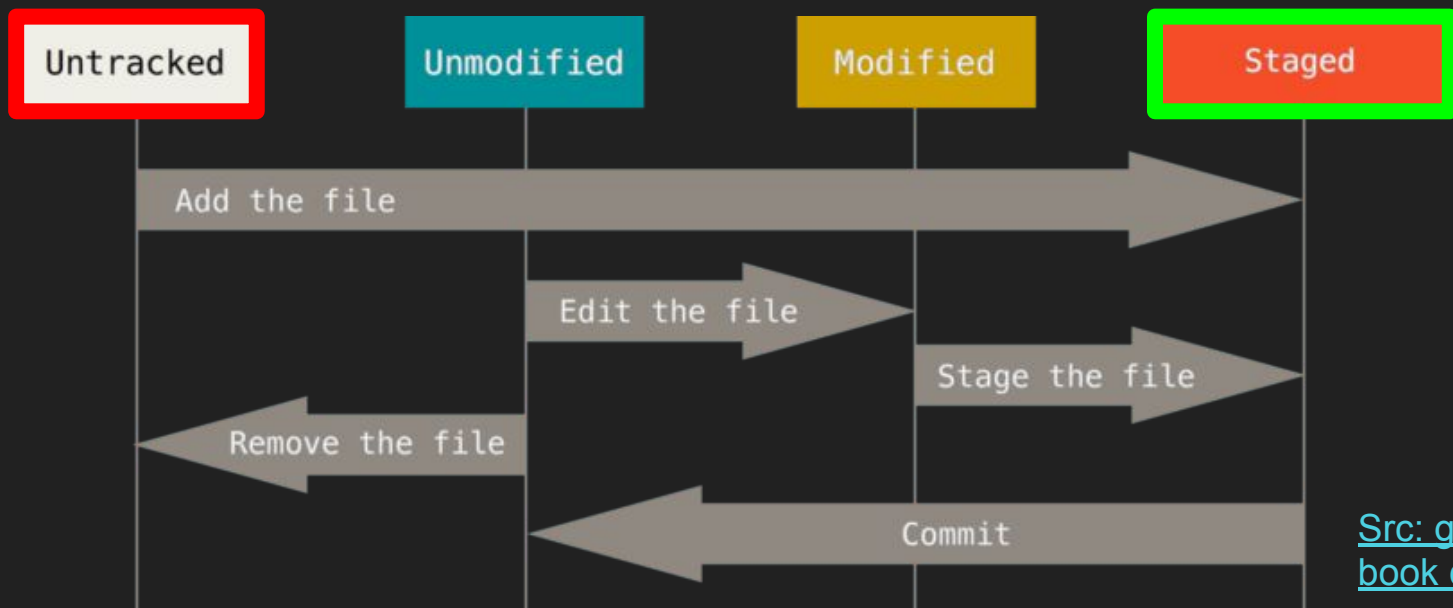 Untracked
Unmodified
Modified
Staged
Add the file
Edit the file
Stage the file
Remove the file
Commit
Src:
book